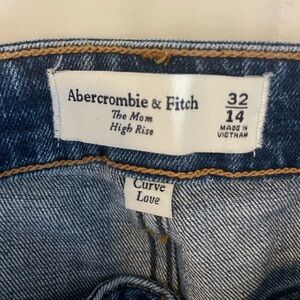 Abercrombie & Fitch
The Mom
High Rise
32
14
MADE IN
VIETNAM
Curve
Love